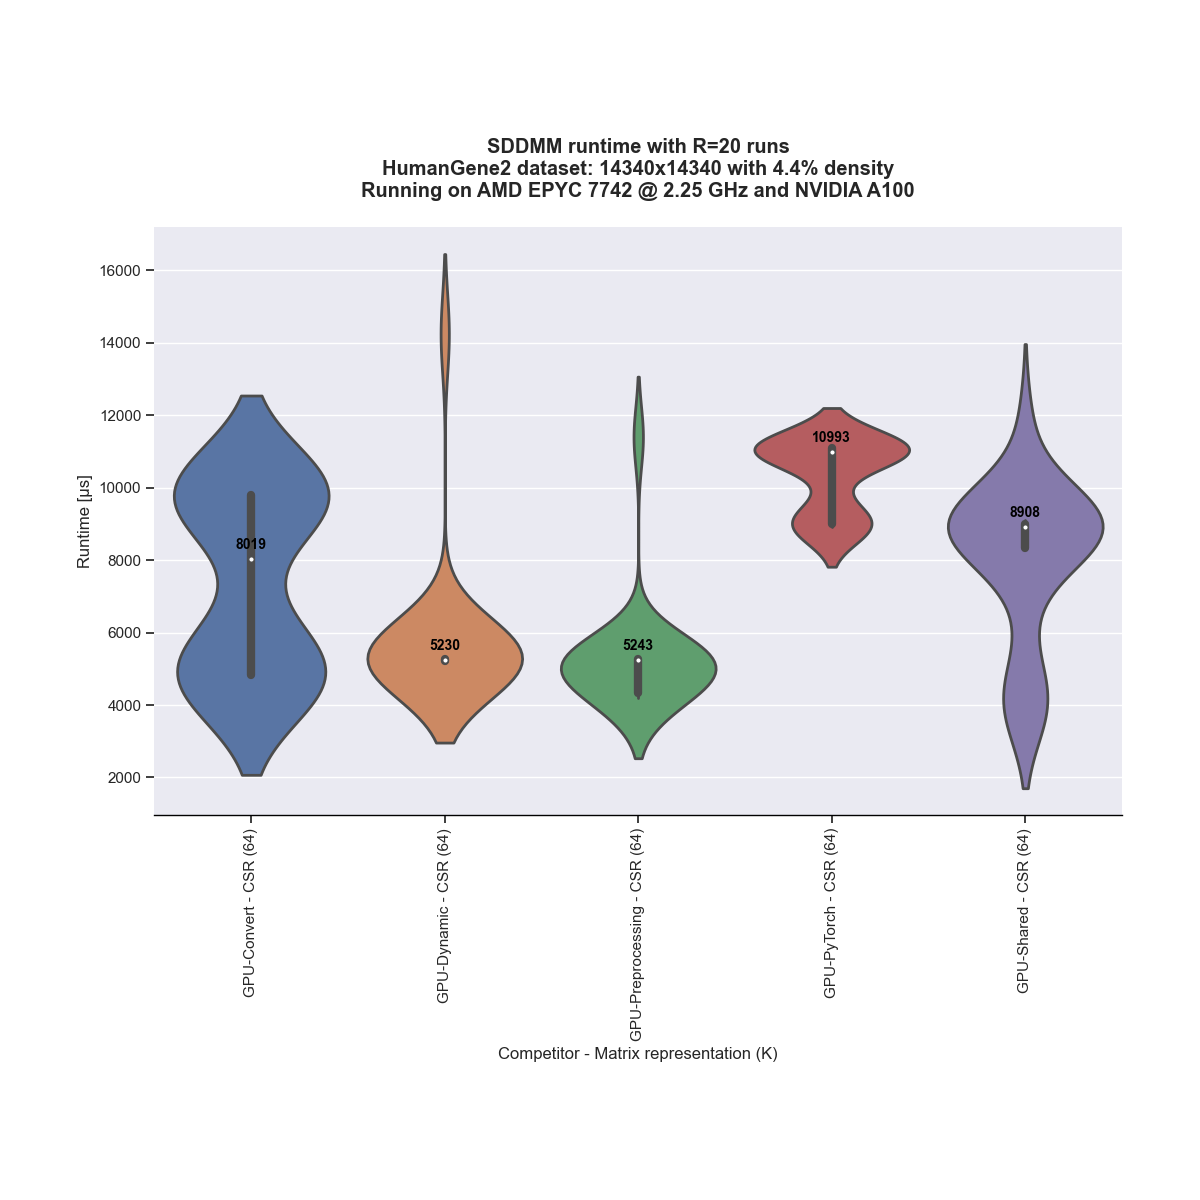 SDDMM runtime with R=20 runs
HumanGene2 dataset: 14340x14340 with 4.4% density
Running on AMD EPYC 7742 @ 2.25 GHz and NVIDIA A100
Runtime [µs]
16000
14000
12000
10000
8000
6000
4000
2000
8019
5230
5243
10993
8908
GPU-Convert - CSR (64)
GPU-Dynamic - CSR (64)
GPU-Preprocessing - CSR (64)
GPU-PyTorch - CSR (64)
GPU-Shared - CSR (64)
Competitor - Matrix representation (K)